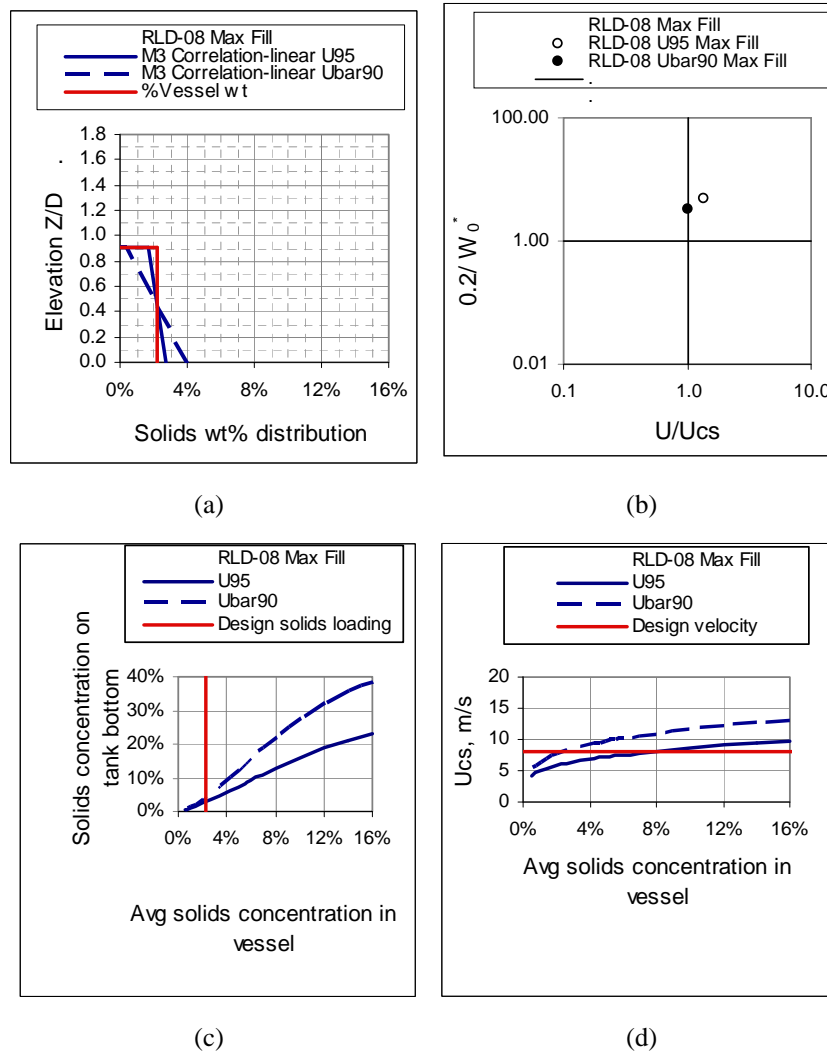 RLD-08 Max Fill
M3 Correlation-linear U95
M3 Correlation-linear Ubar90
%Vessel wt
1.8
1.6
1.4
1.2
1.0
0.8
0.6
0.4
0.2
0.0
Elevation Z/D
0%
4%
8%
12%
16%
Solids wt% distribution
(a)
RLD-08 Max Fill
RLD-08 U95 Max Fill
RLD-08 Ubar90 Max Fill
.
.
100.00
1.00
0.01
0.2/ W0*
0.1
1.0
10.0
U/Ucs
(b)
RLD-08 Max Fill
U95
Ubar90
Design solids loading
40%
30%
20%
10%
0%
Solids concentration on
tank bottom
0%
4%
8%
12%
16%
Avg solids concentration in
vessel
(c)
RLD-08 Max Fill
U95
Ubar90
Design velocity
20
15
10
5
0
Ucs, m/s
0%
4%
8%
12%
16%
Avg solids concentration in
vessel
(d)